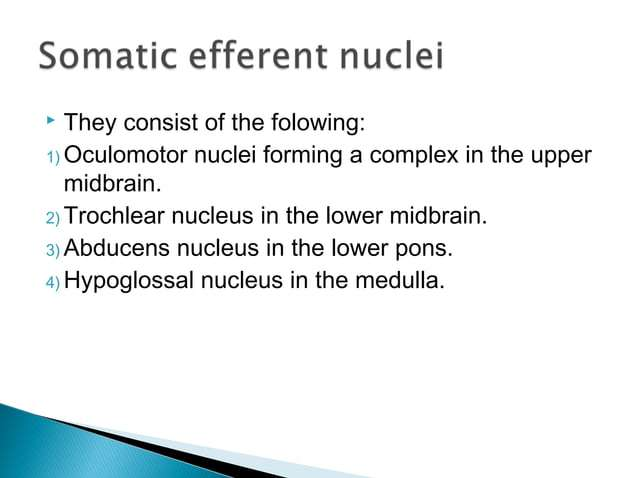 Somatic efferent nuclei
▶ They consist of the folowing:
1) Oculomotor nuclei forming a complex in the upper
midbrain.
2) Trochlear nucleus in the lower midbrain.
3) Abducens nucleus in the lower pons.
4) Hypoglossal nucleus in the medulla.